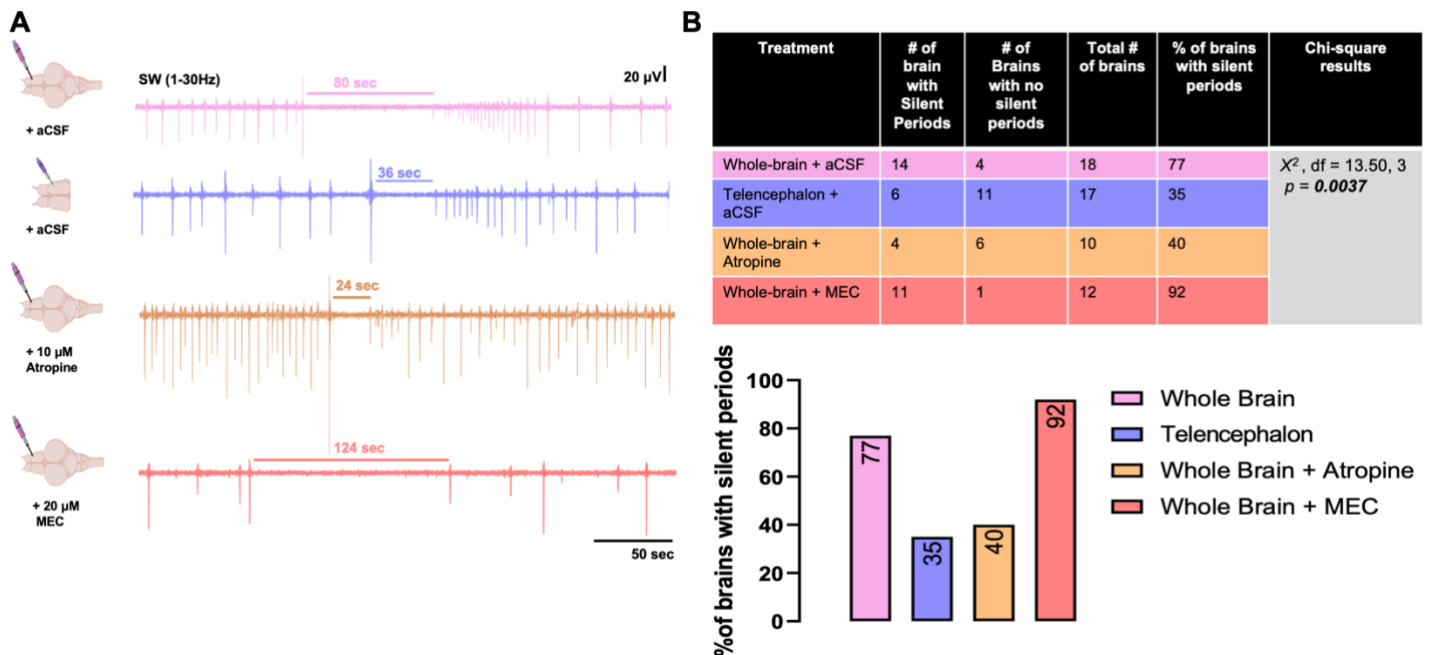 A
SW (1-30Hz)
20 µV
80 sec
+ aCSF
36 sec
+ aCSF
24 sec
+ 10 µM
Atropine
124 sec
+ 20 µM
MEC
50 sec
B
Treatment
# of
brain
with
Silent
Periods
# of
Brains
with no
silent
periods
Total #
of brains
% of brains
with silent
periods
Chi-square
results
Whole-brain + aCSF 14 4 18 77
Telencephalon +
aCSF
6 11 17 35
Whole-brain +
Atropine
4 6 10 40
Whole-brain + MEC 11 1 12 92
X², df = 13.50, 3
p = 0.0037
%of brains with silent periods
100
80
60
40
20
0
77
35
40
92
Whole Brain
Telencephalon
Whole Brain + Atropine
Whole Brain + MEC